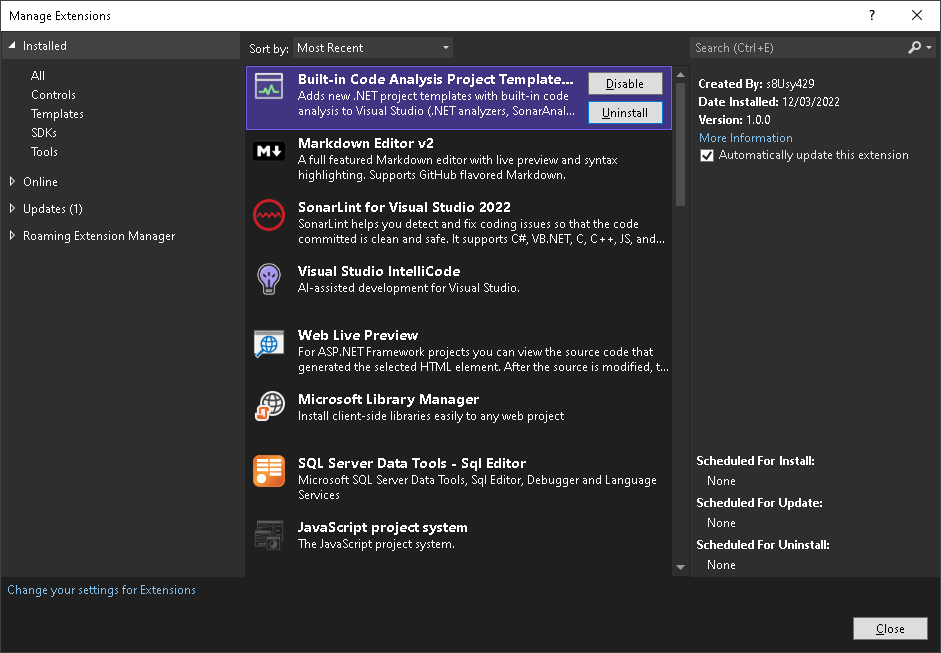 Manage Extensions
?
Installed
All
Controls
Templates
SDKs
Tools
Online
Updates (1)
Roaming Extension Manager
Sort by: Most Recent
Built-in Code Analysis Project Template...
Adds new .NET project templates with built-in code
analysis to Visual Studio (.NET analyzers, SonarAnal...
Disable
Uninstall
M
Markdown Editor v2
A full featured Markdown editor with live preview and syntax
highlighting. Supports GitHub flavored Markdown.
SonarLint for Visual Studio 2022
SonarLint helps you detect and fix coding issues so that the code
committed is clean and safe. It supports C#, VB.NET, C, C++, JS, and...
Visual Studio IntelliCode
AI-assisted development for Visual Studio.
Web Live Preview
For ASP.NET Framework projects you can view the source code that
generated the selected HTML element. After the source is modified, t...
Microsoft Library Manager
Install client-side libraries easily to any web project
SQL Server Data Tools - Sql Editor
Microsoft SQL Server Data Tools, Sql Editor, Debugger and Language
Services
JavaScript project system
The JavaScript project system.
Search (Ctrl+E)
Created By: s8Usy429
Date Installed: 12/03/2022
Version: 1.0.0
More Information
Automatically update this extension
Scheduled For Install:
None
Scheduled For Update:
None
Scheduled For Uninstall:
None
Change your settings for Extensions
Close